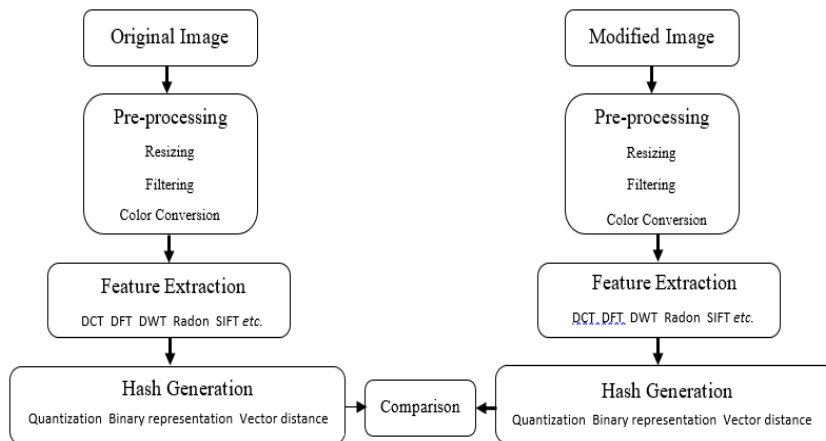 Original Image
Pre-processing
Resizing
Filtering
Color Conversion
Feature Extraction
DCT DFT DWT Radon SIFT etc.
Hash Generation
Quantization Binary representation Vector distance
Comparison
Modified Image
Pre-processing
Resizing
Filtering
Color Conversion
Feature Extraction
DCT DFT DWT Radon SIFT etc.
Hash Generation
Quantization Binary representation Vector distance